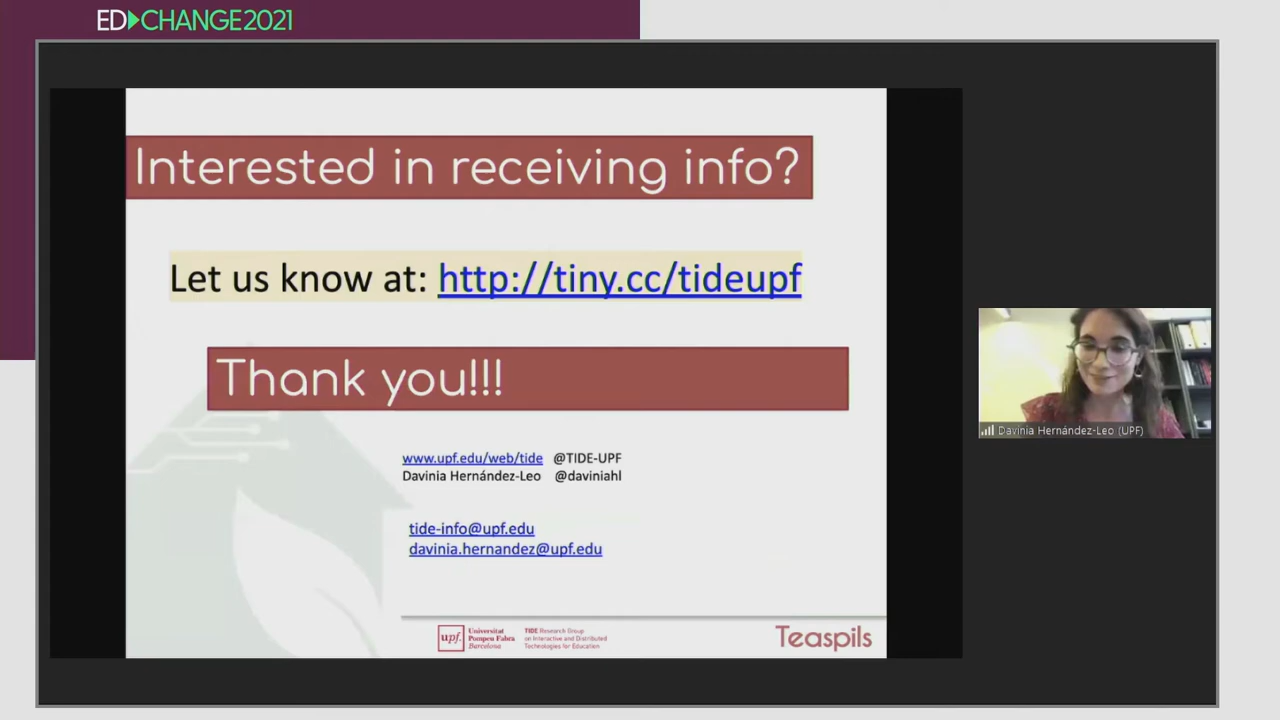 ED CHANGE2021
Interested in receiving info?
Let us know at: http://tiny.cc/tideupf
Thank you!!!
www.upf.edu/web/tide @TIDE-UPF
Davinia Hernández-Leo @daviniahl
tide-info@upf.edu
davinia.hernandez@upf.edu
upf.
Universitat
Pompeu Fabra
Barcelona
TIDE Research Group
on Interactive and Distributed
Technologies for Education
Teaspils
Davinia Hernández-Leo (UPF)